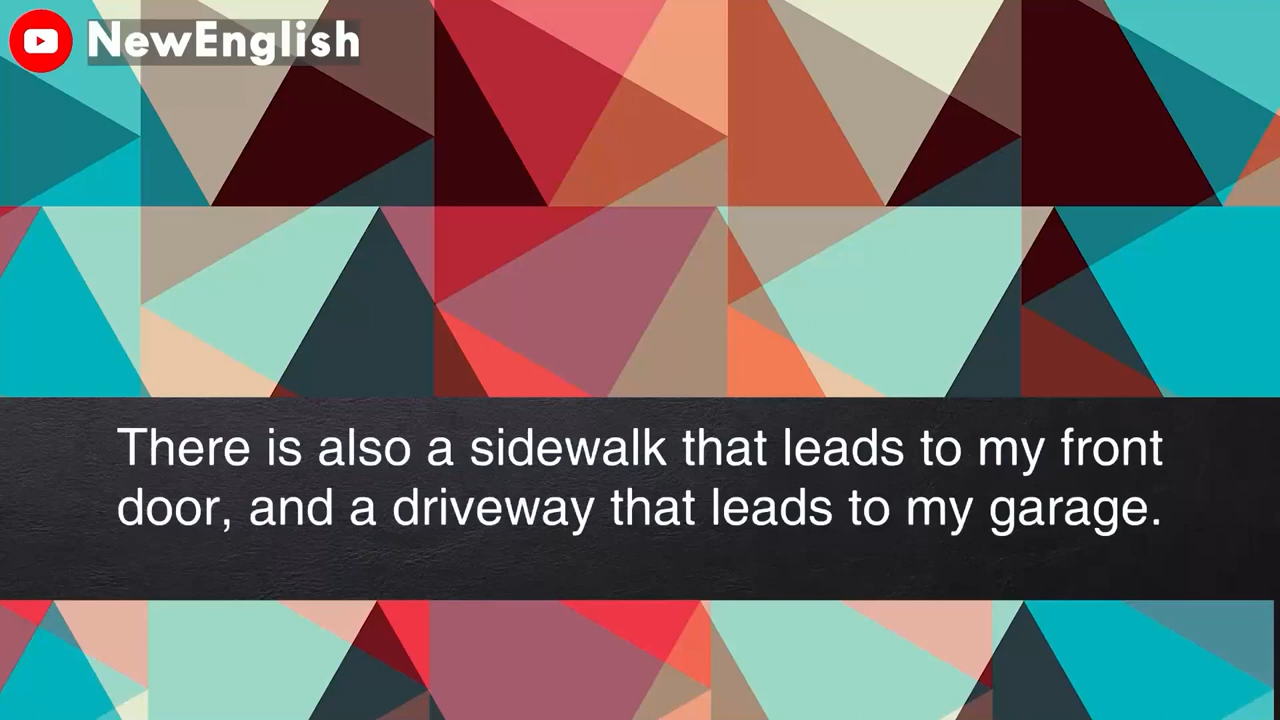 NewEnglish
There is also a sidewalk that leads to my front
door, and a driveway that leads to my garage.